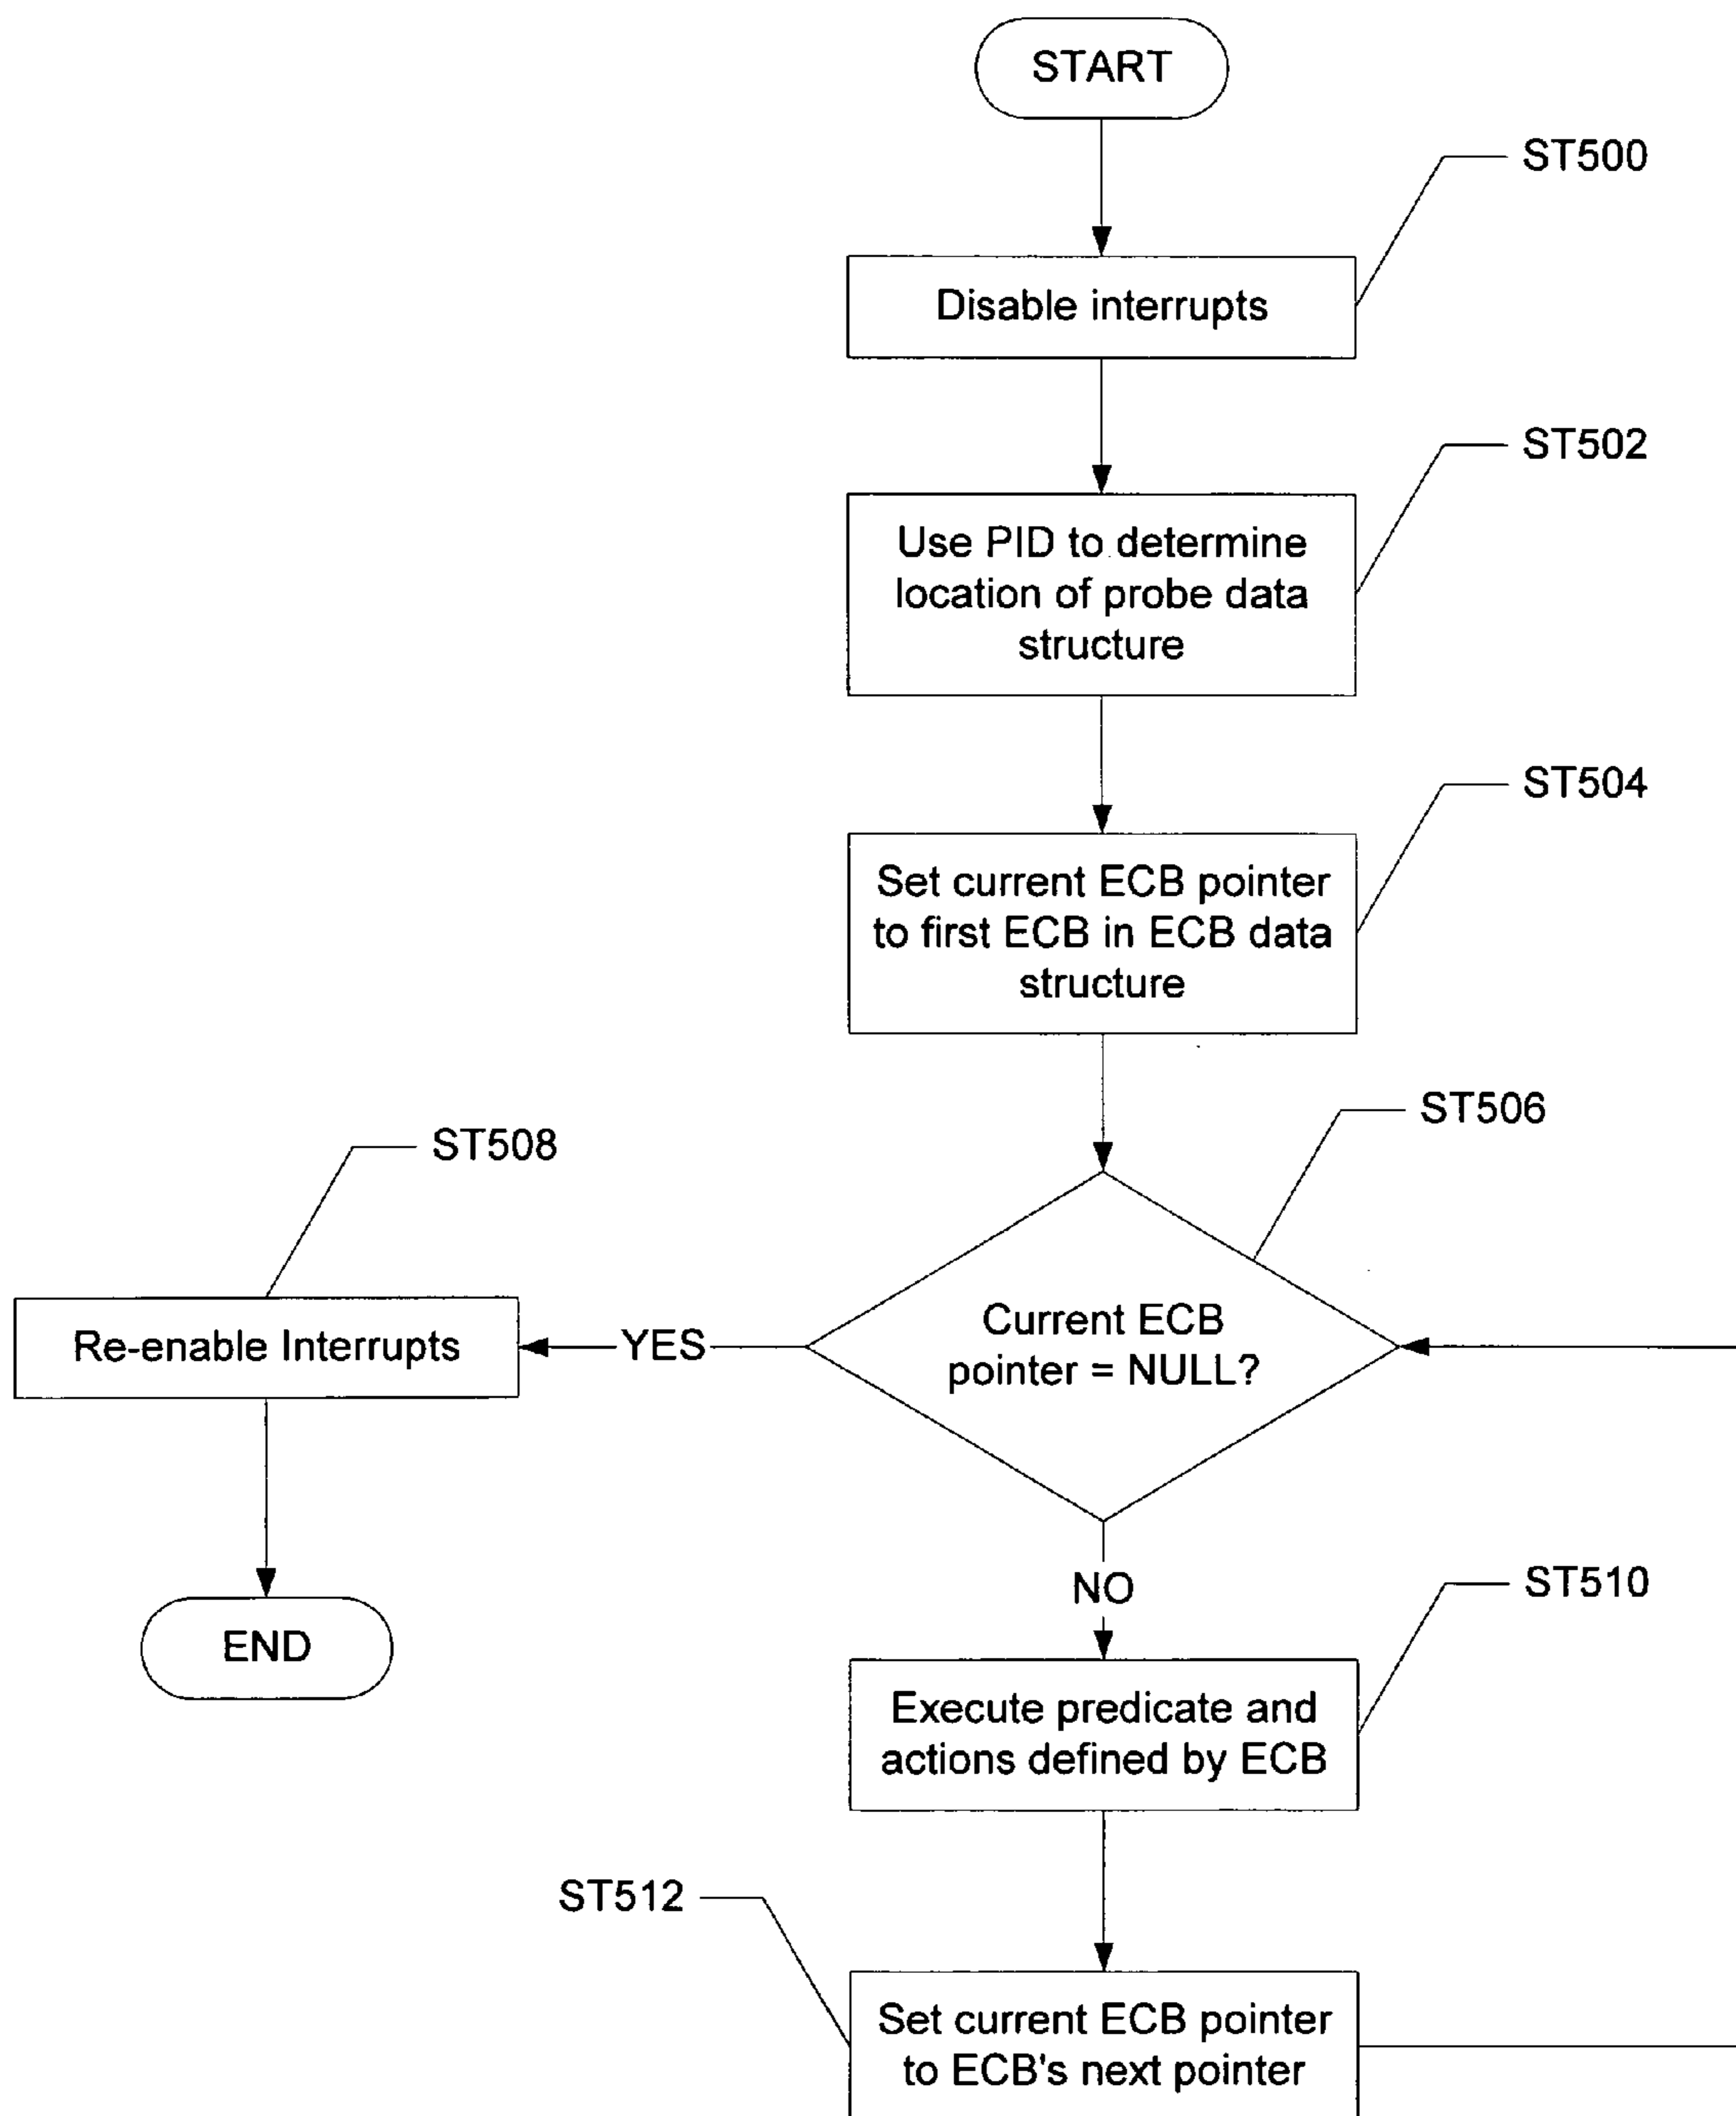 START
ST500
Disable interrupts
ST502
Use PID to determine
location of probe data
structure
ST504
Set current ECB pointer
to first ECB in ECB data
structure
ST506
ST508
Current ECB
pointer = NULL?
YES
Re-enable Interrupts
NO
ST510
END
Execute predicate and
actions defined by ECB
ST512
Set current ECB pointer
to ECB's next pointer